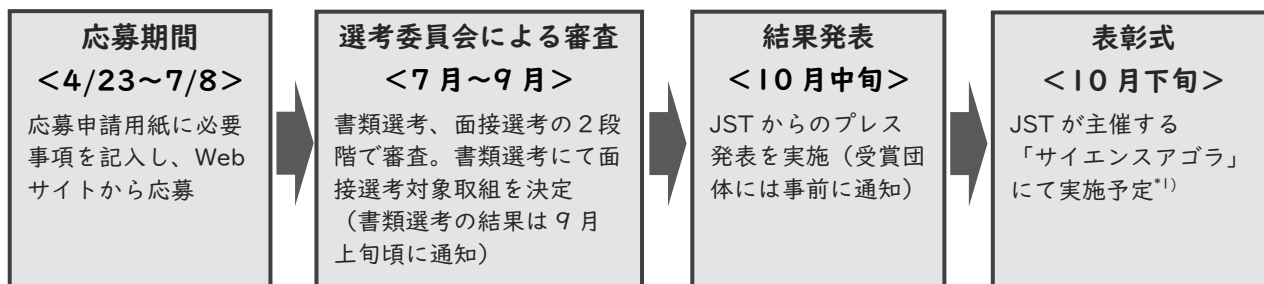 応募期間
<4/23~7/8>
応募申請用紙に必要
事項を記入し、Web
サイトから応募
選考委員会による審査
<7月~9月>
書類選考、面接選考の2段
階で審査。書類選考にて面
接選考対象取組を決定
(書類選考の結果は9月
上旬頃に通知)
結果発表
<10月中旬>
JSTからのプレス
発表を実施(受賞団
体には事前に通知)
表彰式
<10月下旬>
JSTが主催する
「サイエンスアゴラ」
にて実施予定*1)